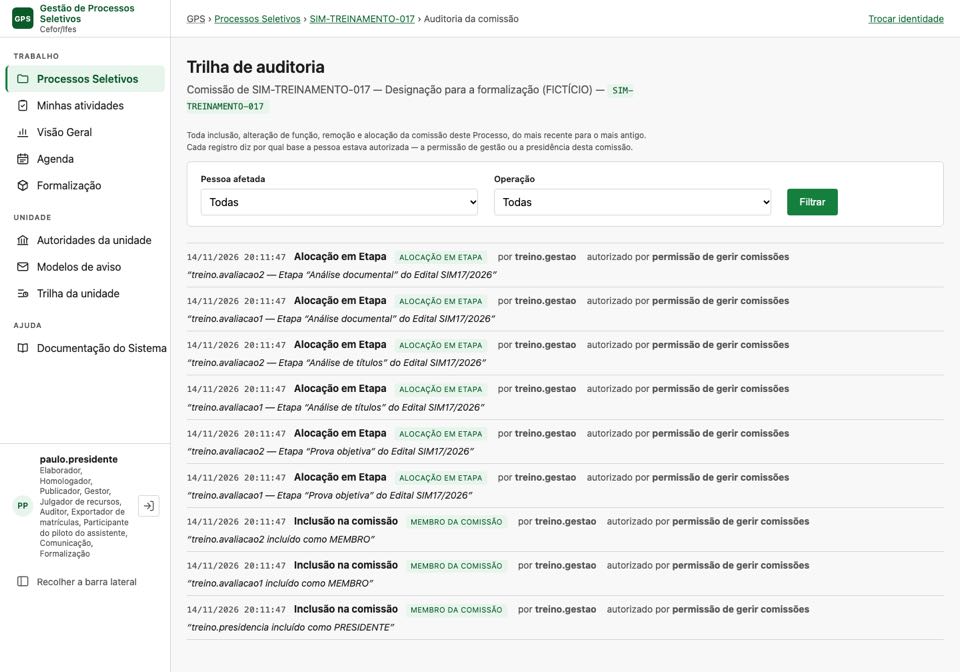 GPS
Gestão de Processos
Seletivos
Cefor/Ifes
GPS › Processos Seletivos › SIM-TREINAMENTO-017 › Auditoria da comissão
Trocar identidade
TRABALHO
Processos Seletivos
Minhas atividades
Visão Geral
Agenda
Formalização
UNIDADE
Autoridades da unidade
Modelos de aviso
Trilha da unidade
AJUDA
Documentação do Sistema
PP
paulo.presidente
Elaborador,
Homologador,
Publicador, Gestor,
Julgador de recursos,
Auditor, Exportador de
matrículas, Participante
do piloto do assistente,
Comunicação,
Formalização
Recolher a barra lateral
Trilha de auditoria
Comissão de SIM-TREINAMENTO-017 — Designação para a formalização (FICTÍCIO) — SIM-
TREINAMENTO-017
Toda inclusão, alteração de função, remoção e alocação da comissão deste Processo, do mais recente para o mais antigo.
Cada registro diz por qual base a pessoa estava autorizada — a permissão de gestão ou a presidência desta comissão.
Pessoa afetada
Todas
Operação
Todas
Filtrar
14/11/2026 20:11:47 Alocação em Etapa ALOCAÇÃO EM ETAPA por treino.gestao autorizado por permissão de gerir comissões
“treino.avaliacao2 — Etapa “Análise documental” do Edital SIM17/2026”
14/11/2026 20:11:47 Alocação em Etapa ALOCAÇÃO EM ETAPA por treino.gestao autorizado por permissão de gerir comissões
“treino.avaliacao1 — Etapa “Análise documental” do Edital SIM17/2026”
14/11/2026 20:11:47 Alocação em Etapa ALOCAÇÃO EM ETAPA por treino.gestao autorizado por permissão de gerir comissões
“treino.avaliacao2 — Etapa “Análise de títulos” do Edital SIM17/2026”
14/11/2026 20:11:47 Alocação em Etapa ALOCAÇÃO EM ETAPA por treino.gestao autorizado por permissão de gerir comissões
“treino.avaliacao1 — Etapa “Análise de títulos” do Edital SIM17/2026”
14/11/2026 20:11:47 Alocação em Etapa ALOCAÇÃO EM ETAPA por treino.gestao autorizado por permissão de gerir comissões
“treino.avaliacao2 — Etapa “Prova objetiva” do Edital SIM17/2026”
14/11/2026 20:11:47 Alocação em Etapa ALOCAÇÃO EM ETAPA por treino.gestao autorizado por permissão de gerir comissões
“treino.avaliacao1 — Etapa “Prova objetiva” do Edital SIM17/2026”
14/11/2026 20:11:47 Inclusão na comissão MEMBRO DA COMISSÃO por treino.gestao autorizado por permissão de gerir comissões
“treino.avaliacao2 incluído como MEMBRO”
14/11/2026 20:11:47 Inclusão na comissão MEMBRO DA COMISSÃO por treino.gestao autorizado por permissão de gerir comissões
“treino.avaliacao1 incluído como MEMBRO”
14/11/2026 20:11:47 Inclusão na comissão MEMBRO DA COMISSÃO por treino.gestao autorizado por permissão de gerir comissões
“treino.presidencia incluído como PRESIDENTE”